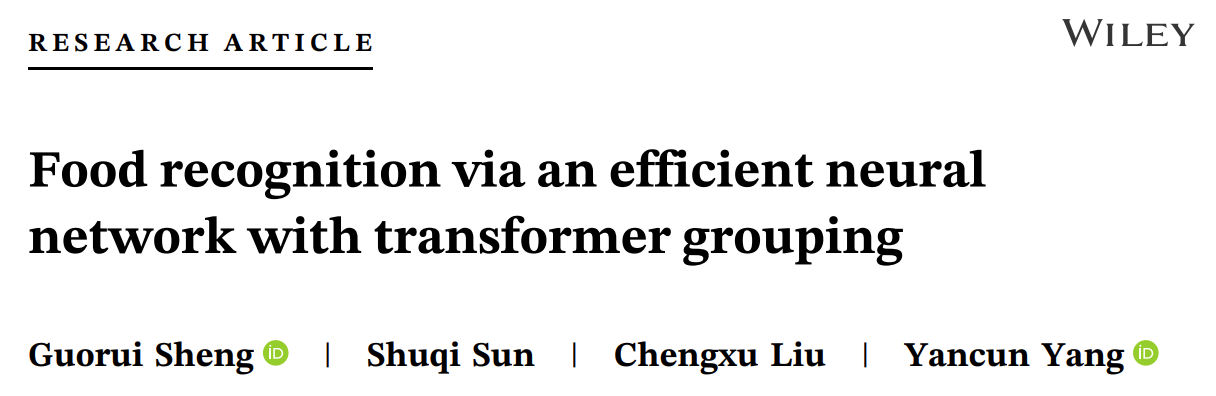 RESEARCH ARTICLE
WILEY
Food recognition via an efficient neural
network with transformer grouping
Guorui Sheng iD | Shuqi Sun | Chengxu Liu | Yancun Yang iD